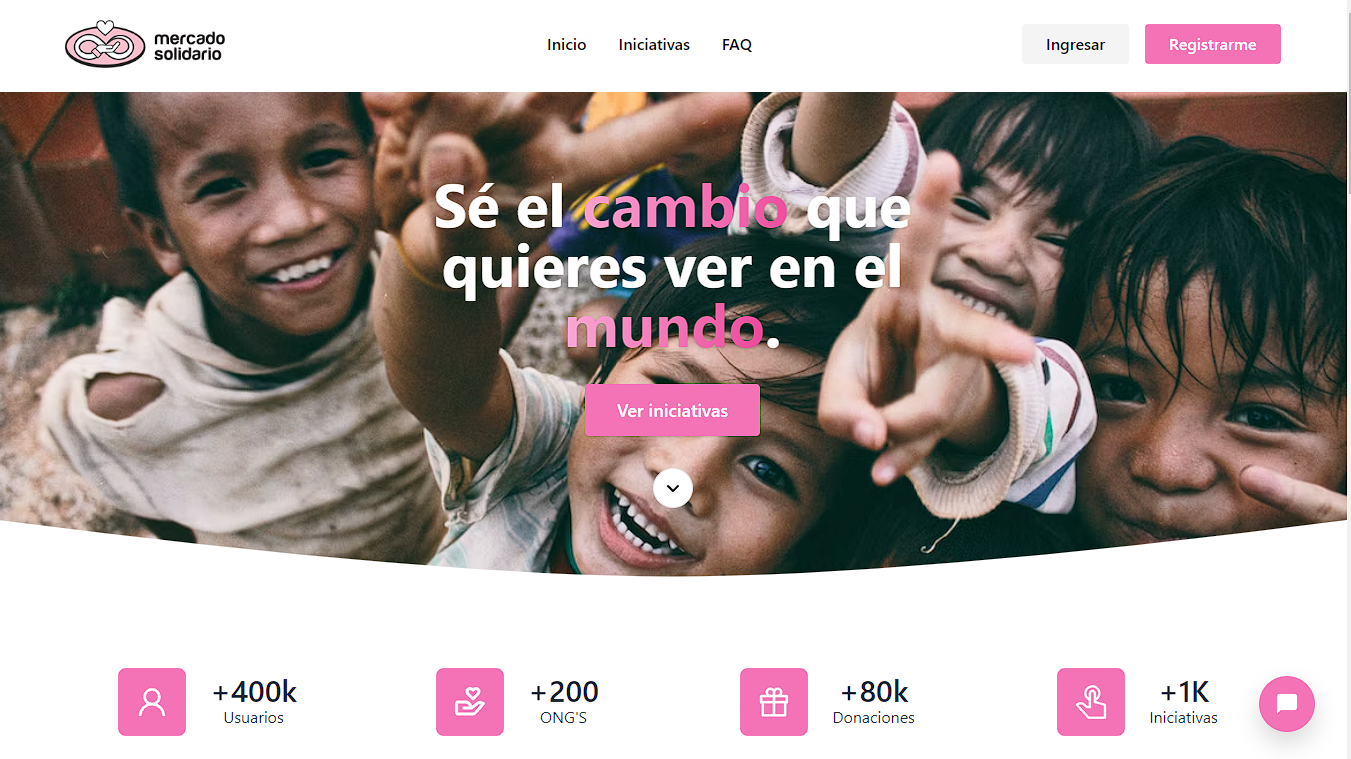 mercado
solidario
Inicio
Iniciativas
FAQ
Ingresar
Registrarme
Sé el cambio que
quieres ver en el
mundo.
Ver iniciativas
+400k
Usuarios
+200
ONG'S
+80k
Donaciones
+1K
Iniciativas